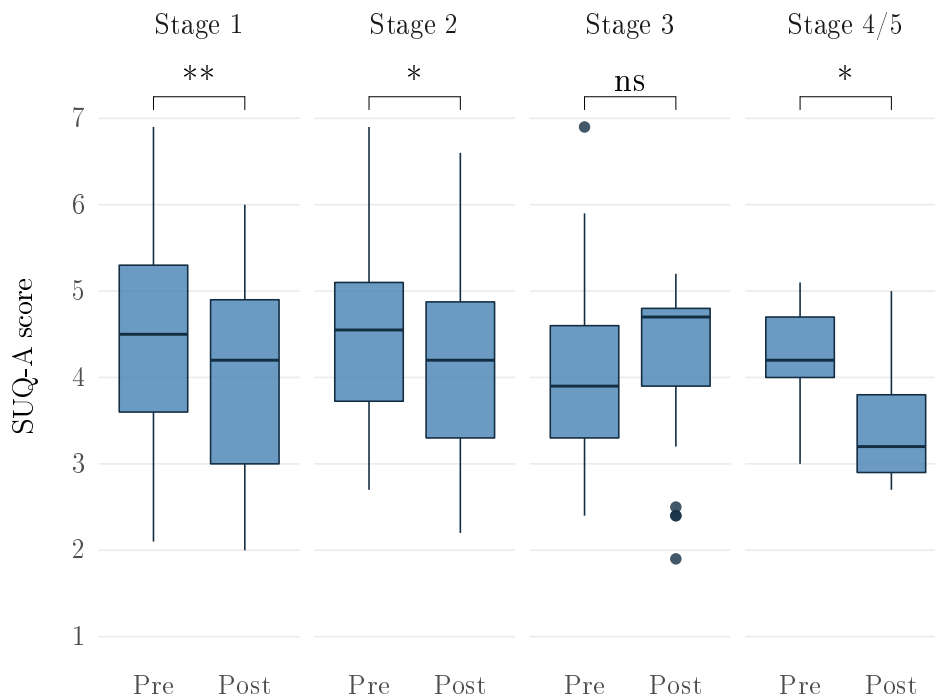 Stage 1 Stage 2 Stage 3 Stage 4/5
** * ns *
7
6
5
4
3
2
1
SUQ-A score
Pre Post Pre Post Pre Post Pre Post